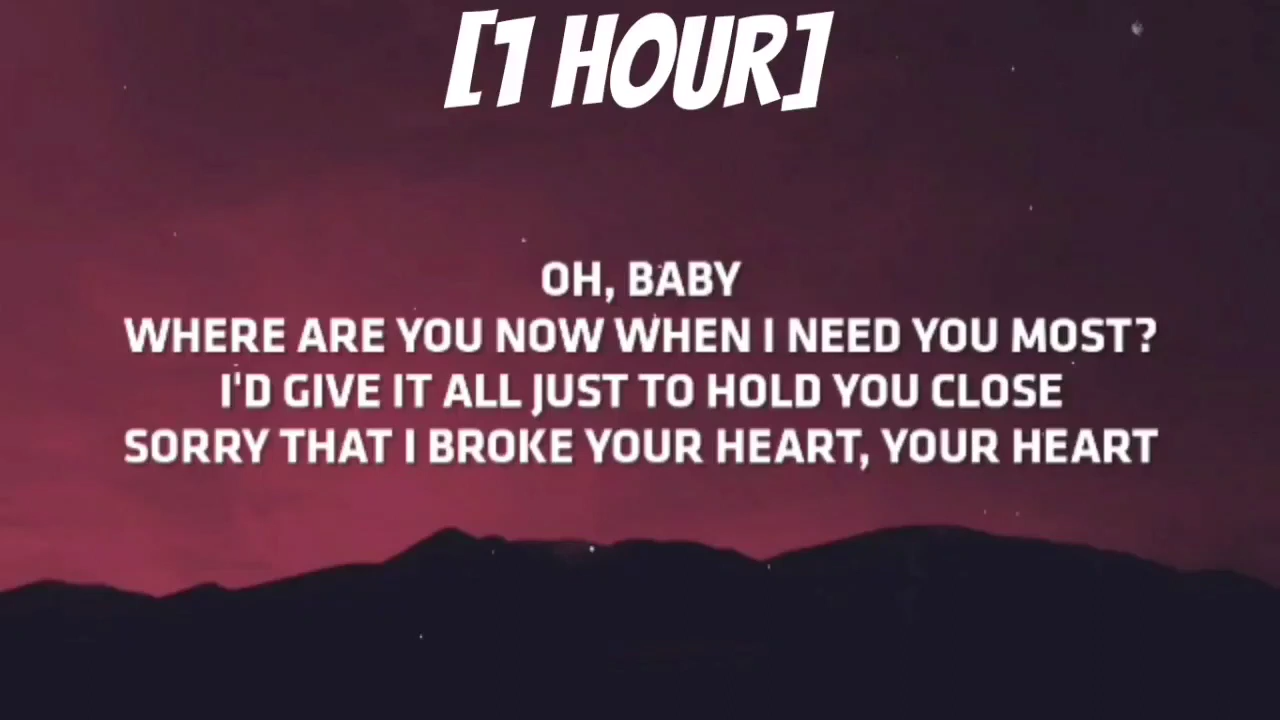 [1 HOUR]
OH, BABY
WHERE ARE YOU NOW WHEN I NEED YOU MOST?
I'D GIVE IT ALL JUST TO HOLD YOU CLOSE
SORRY THAT I BROKE YOUR HEART, YOUR HEART